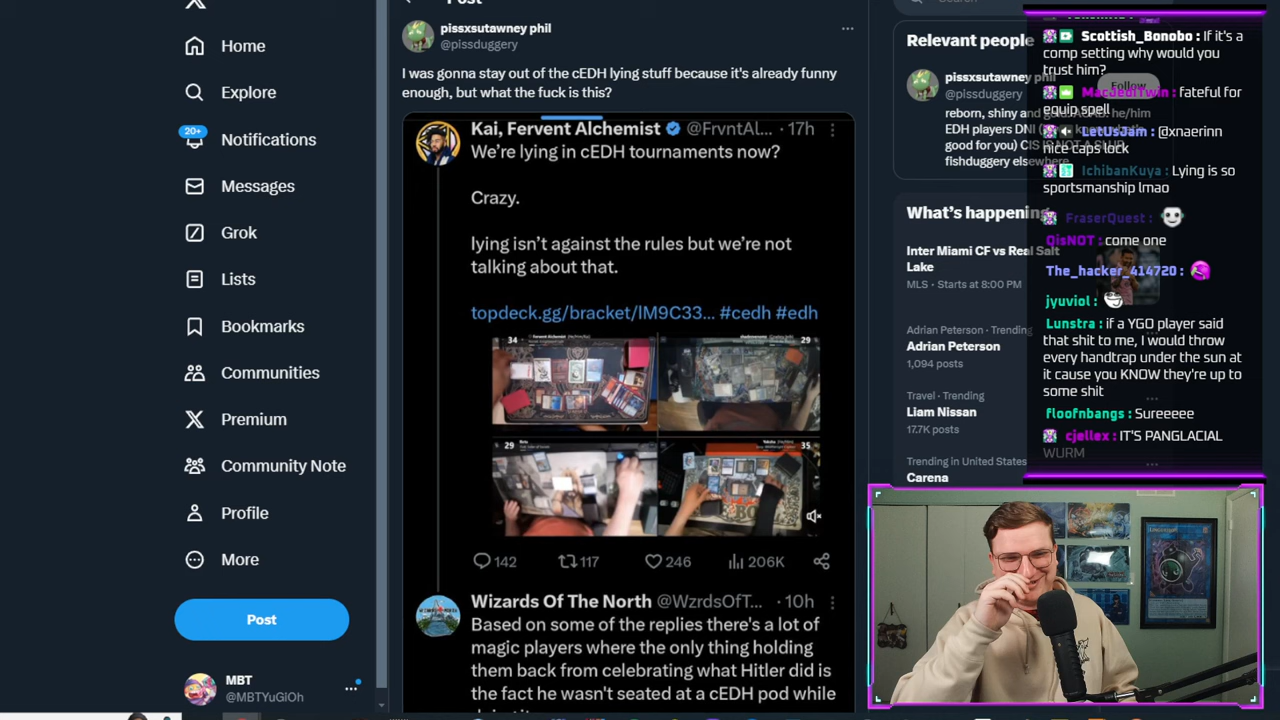 Post
pissxsutawney phil
@pissduggery
I was gonna stay out of the cEDH lying stuff because it's already funny
enough, but what the fuck is this?
Kai, Fervent Alchemist @FrvntAl... · 17h
We're lying in cEDH tournaments now?
Crazy.
lying isn't against the rules but we're not
talking about that.
topdeck.gg/bracket/lM9C33... #cedh #edh
34
29
29
35
142
117
246
206K
Wizards Of The North @WzrdsOfT... · 10h
Based on some of the replies there's a lot of
magic players where the only thing holding
them back from celebrating what Hitler did is
the fact he wasn't seated at a cEDH pod while
Home
Explore
20+
Notifications
Messages
Grok
Lists
Bookmarks
Communities
Premium
Community Note
Profile
More
Post
MBT
@MBTYuGiOh
Search
Relevant people
pissxsutawney phil
@pissduggery
Follow
reborn, shiny and
he/him
EDH players DNI
good for you) CIS IS NOT A SLUR
flshduggery elsewhere
What's happening
Inter Miami CF vs Real Salt
Lake
MLS · Starts at 8:00 PM
Adrian Peterson · Trending
Adrian Peterson
1,094 posts
Travel · Trending
Liam Nissan
17.7K posts
Trending in United States
Carena
Scottish_Bonobo: If it's a
comp setting why would you
trust him?
MacJediTwin: fateful for
equip spell
LetUsJam: @xnaerinn
nice caps lock
IchibanKuya: Lying is so
sportsmanship lmao
FraserQuest:
QisNOT: come one
The_hacker_414720:
jyuviol:
Lunstra: if a YGO player said
that shit to me, I would throw
every handtrap under the sun at
it cause you KNOW they're up to
some shit
floofnbangs: Sureeeee
cjellex: IT'S PANGLACIAL
WURM